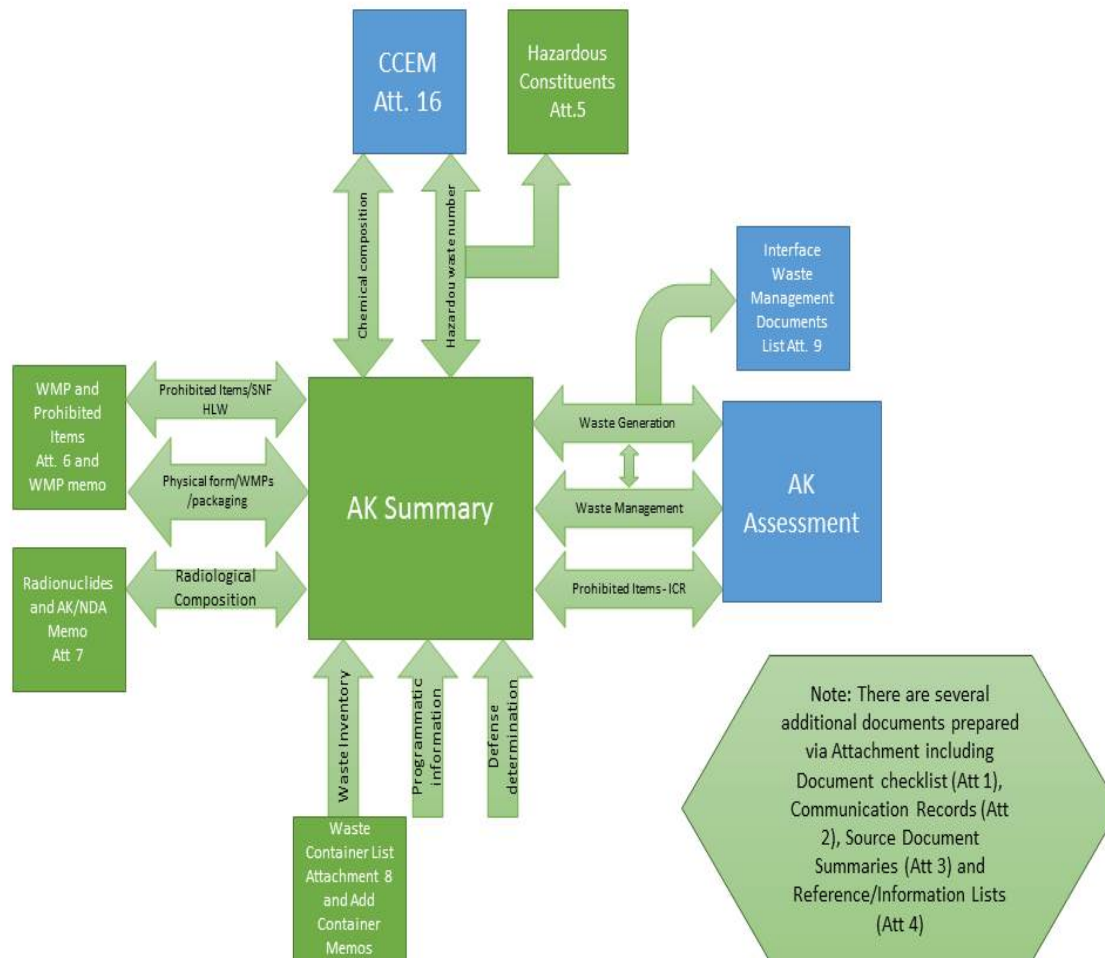 CCEM
Att. 16
Hazardous
Constituents
Att.5
Chemical composition
Hazardou waste number
Interface
Waste
Management
Documents
List Att. 9
WMP and
Prohibited
Items
Att. 6 and
WMP memo
Prohibited Items/SNF
HLW
Physical form/WMPs
/packaging
Radionuclides
and AK/NDA
Memo
Att 7
Radiological
Composition
AK Summary
Waste Generation
Waste Management
Prohibited Items - ICR
AK
Assessment
Waste Inventory
Programmatic
information
Defense
determination
Waste
Container List
Attachment 8
and Add
Container
Memos
Note: There are several
additional documents prepared
via Attachment including
Document checklist (Att 1),
Communication Records (Att
2), Source Document
Summaries (Att 3) and
Reference/Information Lists
(Att 4)